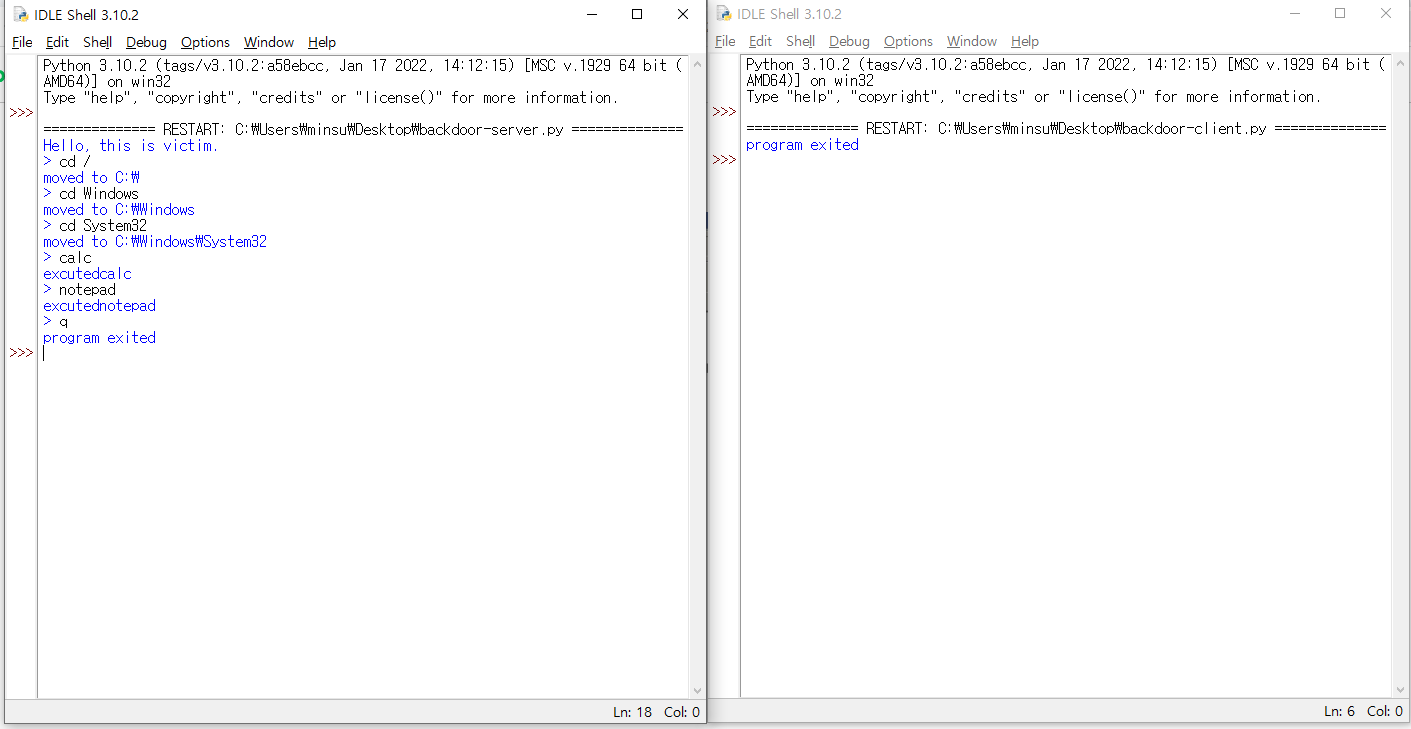 IDLE Shell 3.10.2
File Edit Shell Debug Options Window Help
Python 3.10.2 (tags/v3.10.2:a58ebcc, Jan 17 2022, 14:12:15) [MSC v.1929 64 bit (
AMD64)] on win32
Type "help", "copyright", "credits" or "license()" for more information.
>>>
============== RESTART: C:₩Users₩minsu₩Desktop₩backdoor-server.py ==============
Hello, this is victim.
> cd /
moved to C:₩
> cd Windows
moved to C:₩Windows
> cd System32
moved to C:₩Windows₩System32
> calc
excutedcalc
> notepad
excutednotepad
> q
program exited
>>>
Ln: 18 Col: 0
IDLE Shell 3.10.2
File Edit Shell Debug Options Window Help
Python 3.10.2 (tags/v3.10.2:a58ebcc, Jan 17 2022, 14:12:15) [MSC v.1929 64 bit (
AMD64)] on win32
Type "help", "copyright", "credits" or "license()" for more information.
>>>
============== RESTART: C:₩Users₩minsu₩Desktop₩backdoor-client.py ==============
program exited
>>>
Ln: 6 Col: 0